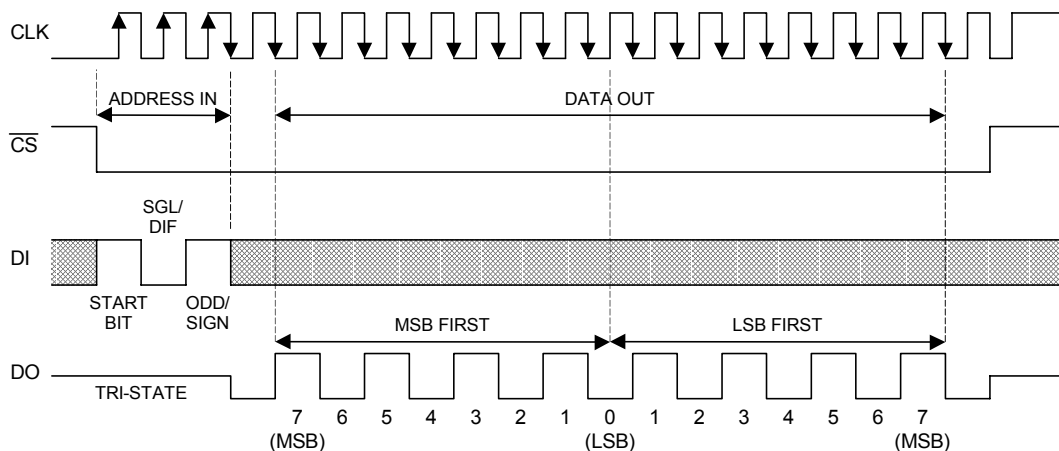 CLK
ADDRESS IN
DATA OUT
CS
SGL/
DIF
DI
START
BIT
ODD/
SIGN
MSB FIRST
LSB FIRST
DO
TRI-STATE
7 6 5 4 3 2 1 0 1 2 3 4 5 6 7
(MSB) (LSB) (MSB)